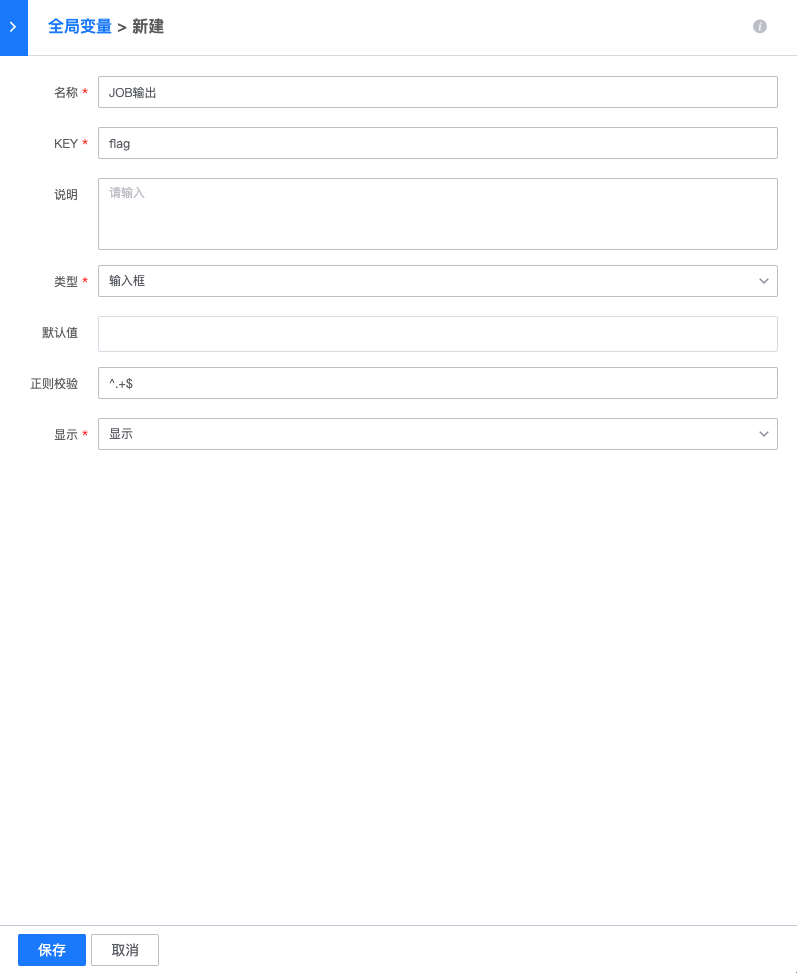 全局变量 > 新建
名称 * JOB输出
KEY * flag
说明 请输入
类型 * 输入框
默认值
正则校验 ^.+$
显示 * 显示
保存 取消